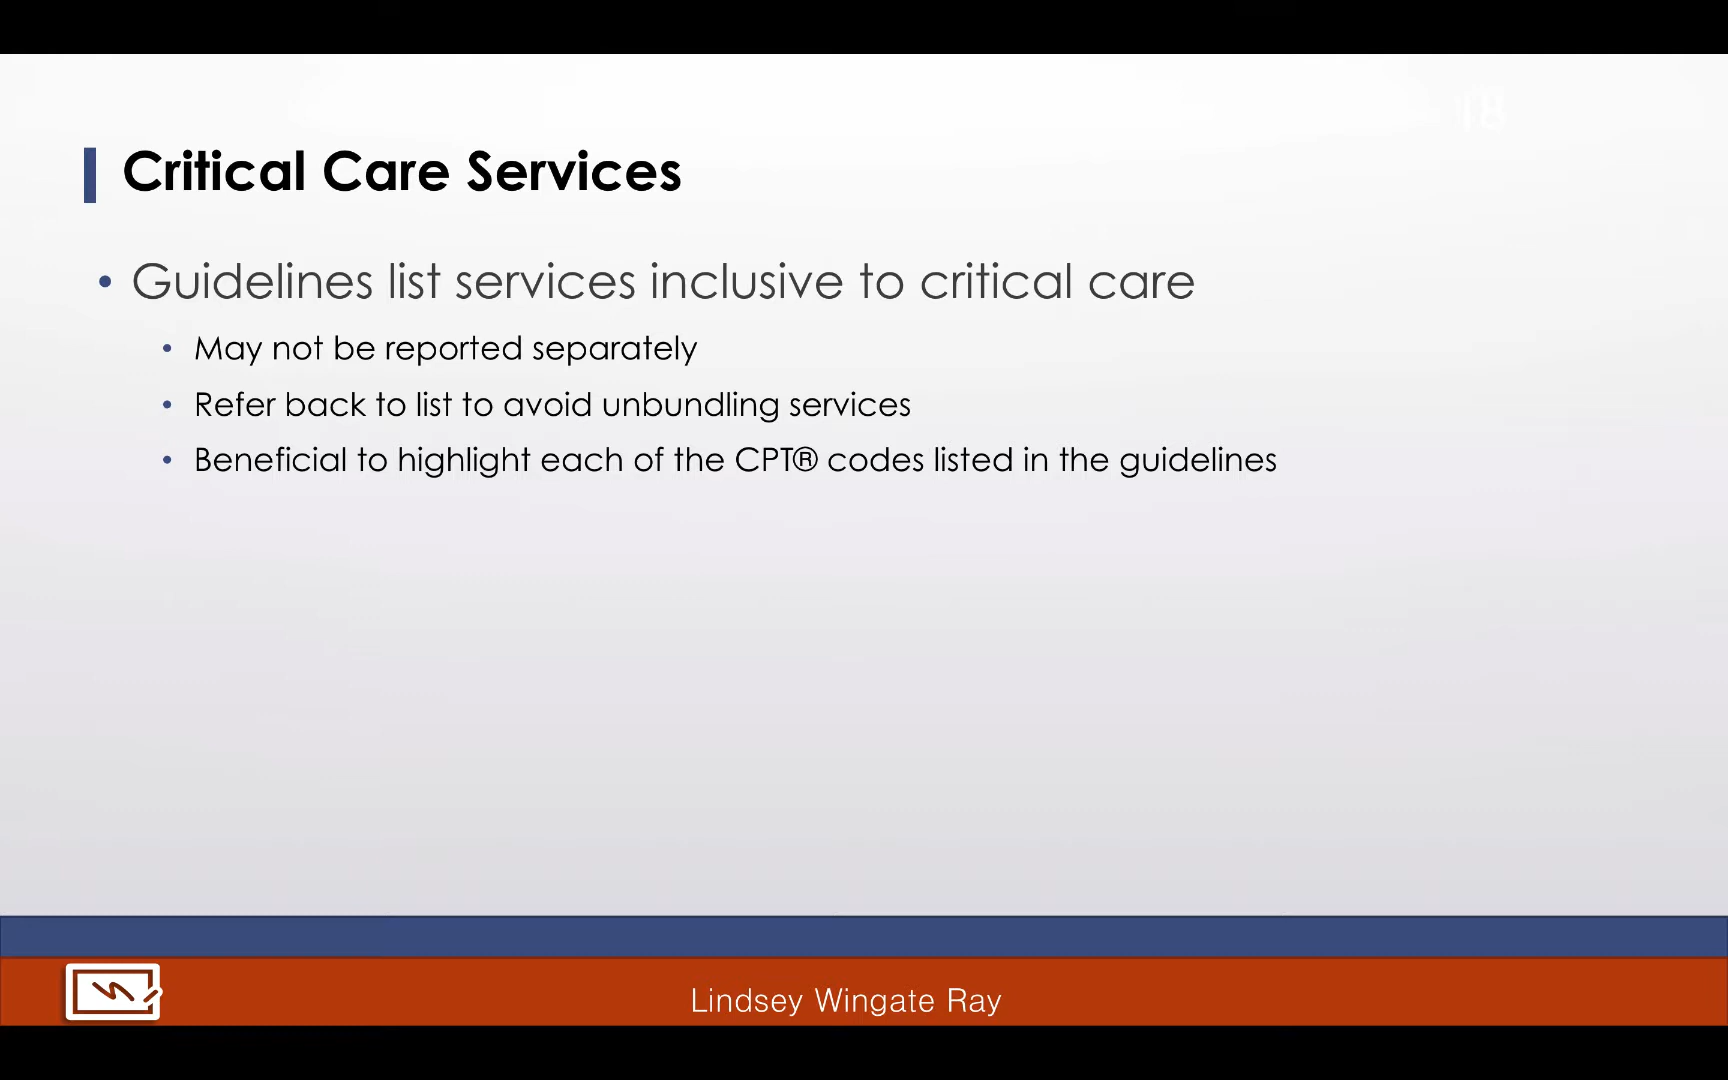 18
Critical Care Services
• Guidelines list services inclusive to critical care
• May not be reported separately
• Refer back to list to avoid unbundling services
• Beneficial to highlight each of the CPT® codes listed in the guidelines
Lindsey Wingate Ray